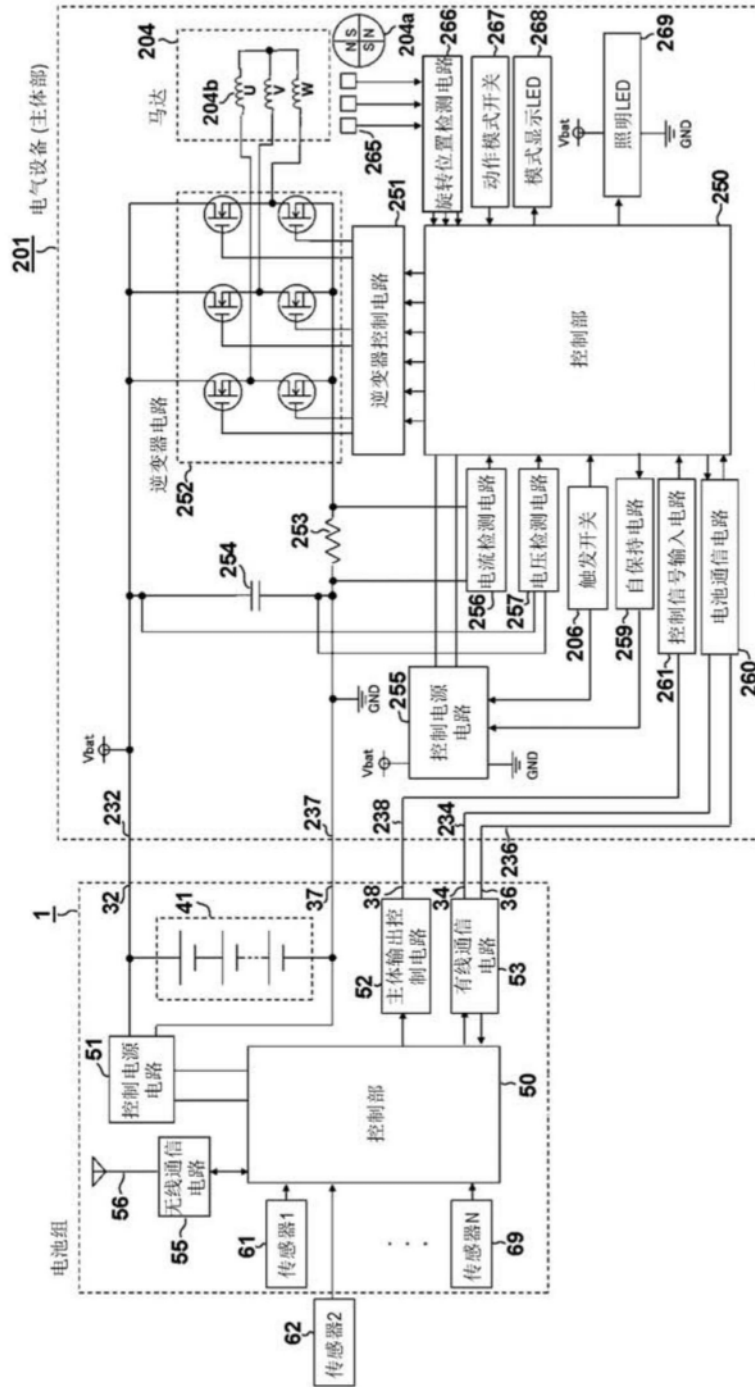 201
电气设备 (主体部)
马达
204
204b
U
V
W
N
S
N
S
204a
265
逆变器电路
252
251
逆变器控制电路
266
旋转位置检测电路
267
动作模式开关
268
模式显示LED
269
照明LED
Vbat
GND
250
控制部
254
253
Vbat
232
237
GND
255
控制电源
电路
Vbat
GND
256
电流检测电路
257
电压检测电路
206
触发开关
259
自保持电路
261
控制信号输入电路
260
电池通信电路
238
234
236
电池组
1
32
37
38
34
36
41
51
控制电源
电路
52
主体输出控
制电路
53
有线通信
电路
50
控制部
56
55
无线通信
电路
61
传感器1
62
传感器2
. . .
69
传感器N